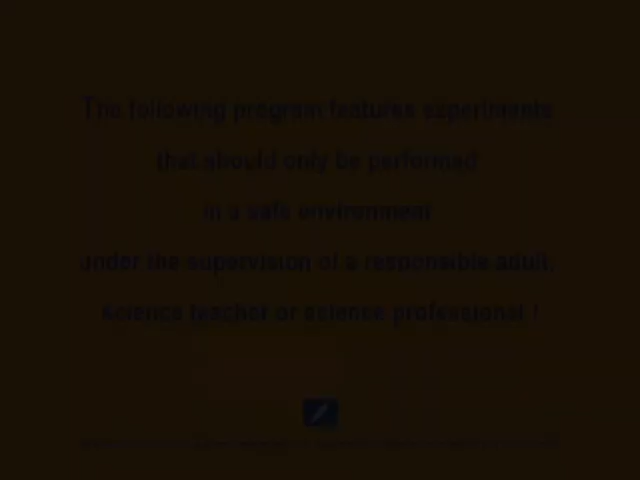 The following program features experiments
that should only be performed
in a safe environment
under the supervision of a responsible adult,
science teacher or science professional !